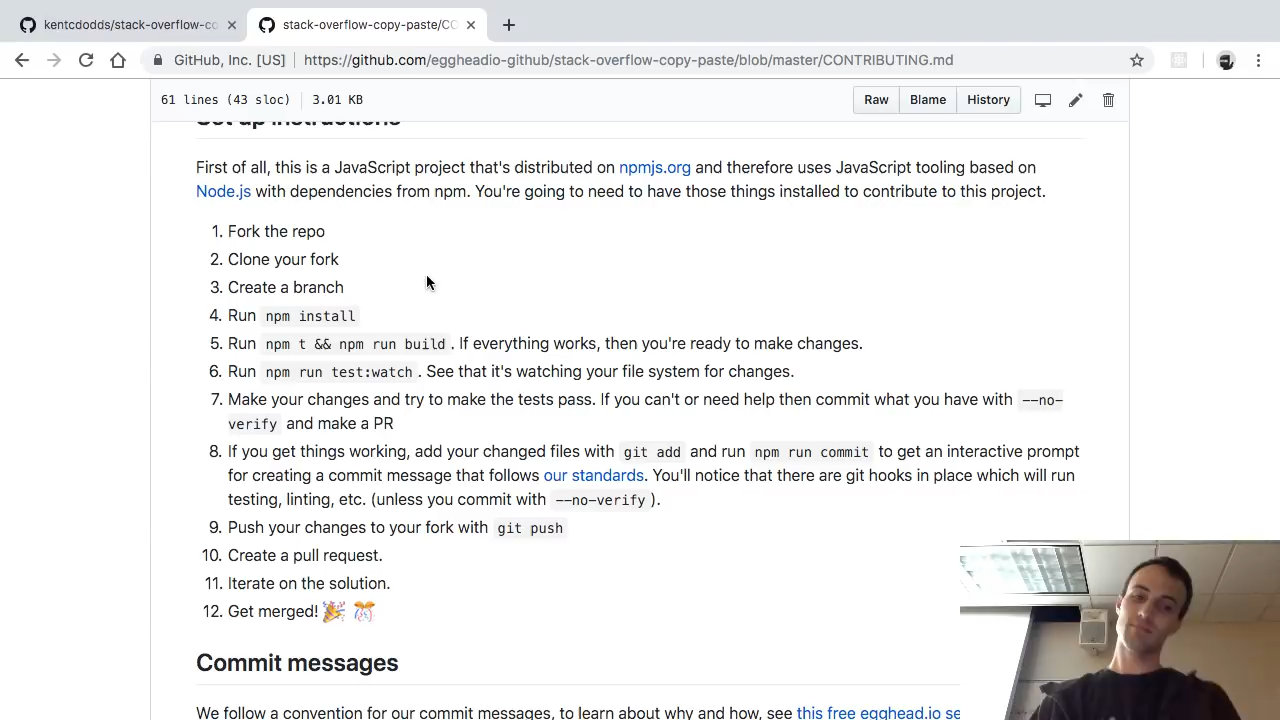 kentcdodds/stack-overflow-co
stack-overflow-copy-paste/CO
GitHub, Inc. [US] https://github.com/eggheadio-github/stack-overflow-copy-paste/blob/master/CONTRIBUTING.md
61 lines (43 sloc) 3.01 KB Raw Blame History
Set up instructions
First of all, this is a JavaScript project that's distributed on npmjs.org and therefore uses JavaScript tooling based on
Node.js with dependencies from npm. You're going to need to have those things installed to contribute to this project.
1. Fork the repo
2. Clone your fork
3. Create a branch
4. Run npm install
5. Run npm t && npm run build . If everything works, then you're ready to make changes.
6. Run npm run test:watch . See that it's watching your file system for changes.
7. Make your changes and try to make the tests pass. If you can't or need help then commit what you have with --no-
verify and make a PR
8. If you get things working, add your changed files with git add and run npm run commit to get an interactive prompt
for creating a commit message that follows our standards. You'll notice that there are git hooks in place which will run
testing, linting, etc. (unless you commit with --no-verify ).
9. Push your changes to your fork with git push
10. Create a pull request.
11. Iterate on the solution.
12. Get merged! 🎉 🎊
Commit messages
We follow a convention for our commit messages, to learn about why and how, see this free egghead.io se